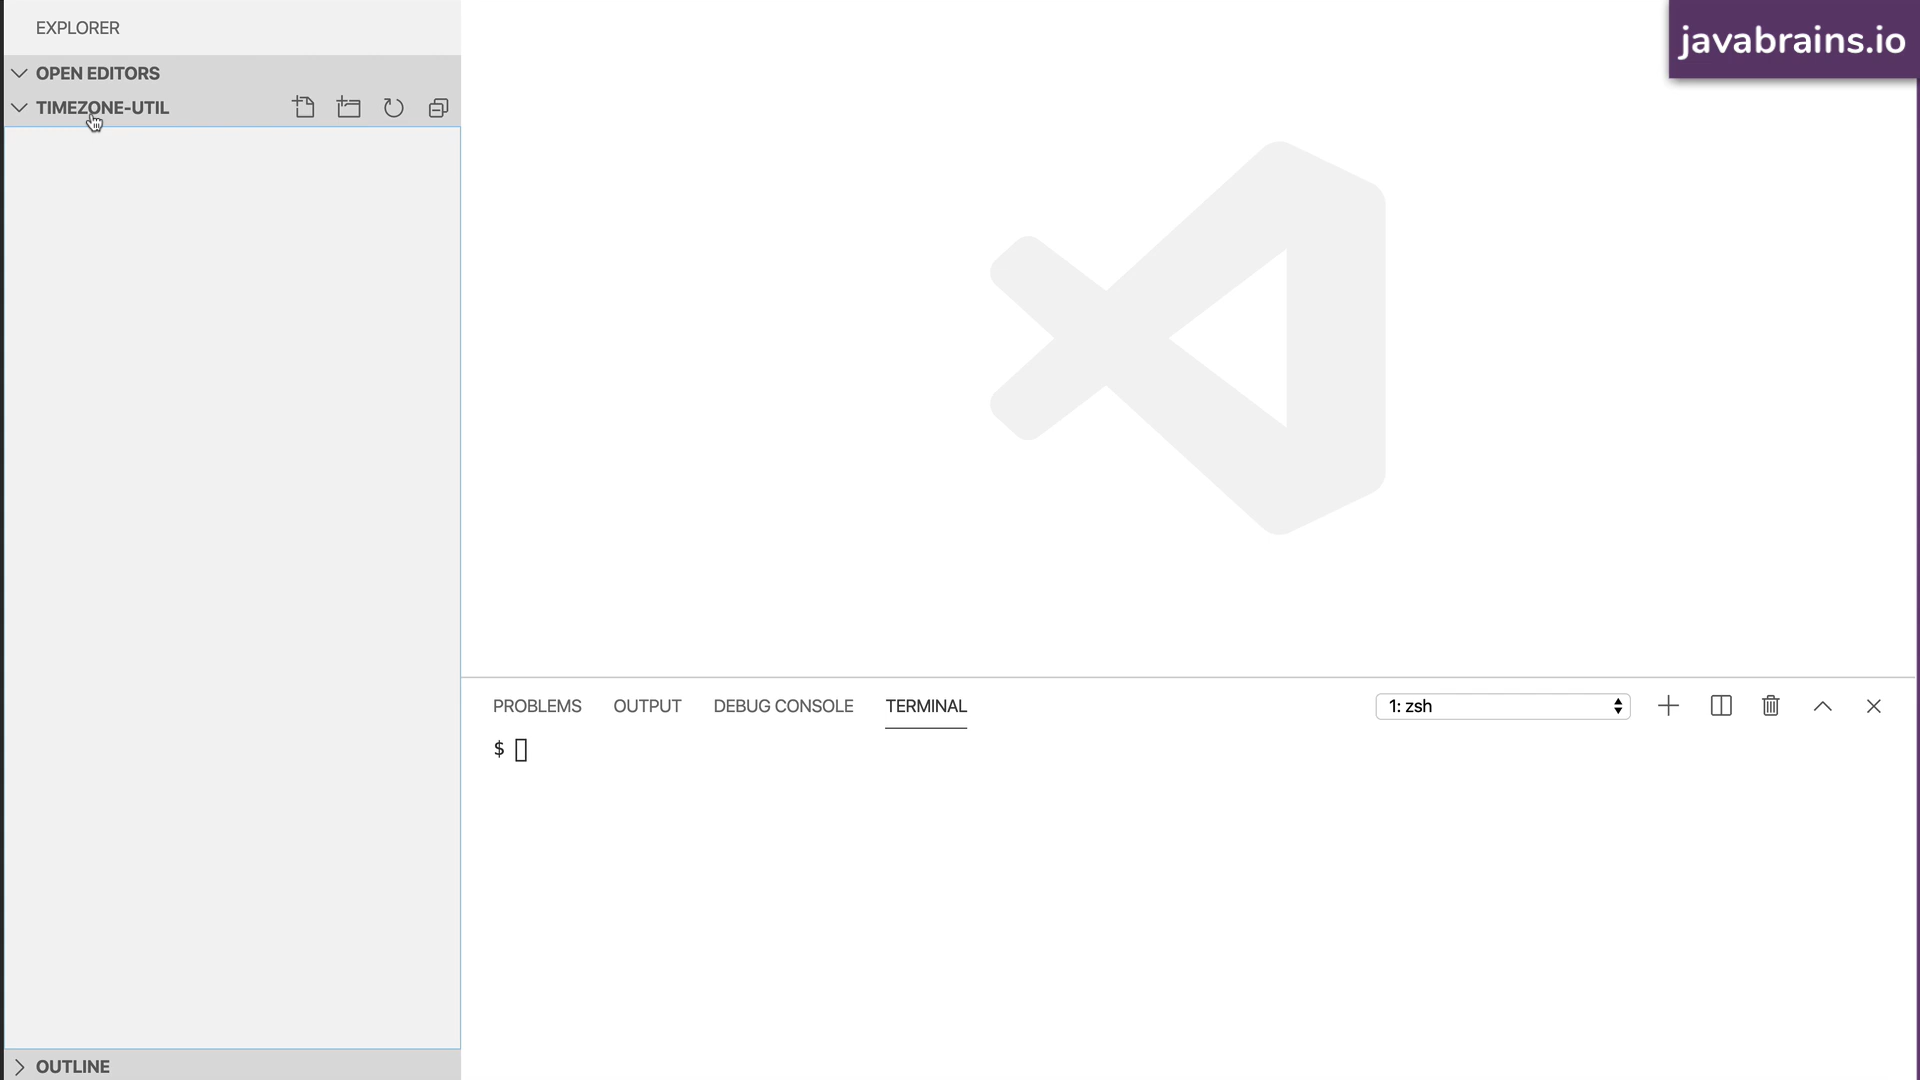 EXPLORER
OPEN EDITORS
TIMEZONE-UTIL
javabrains.io
PROBLEMS OUTPUT DEBUG CONSOLE TERMINAL 1: zsh
$
OUTLINE